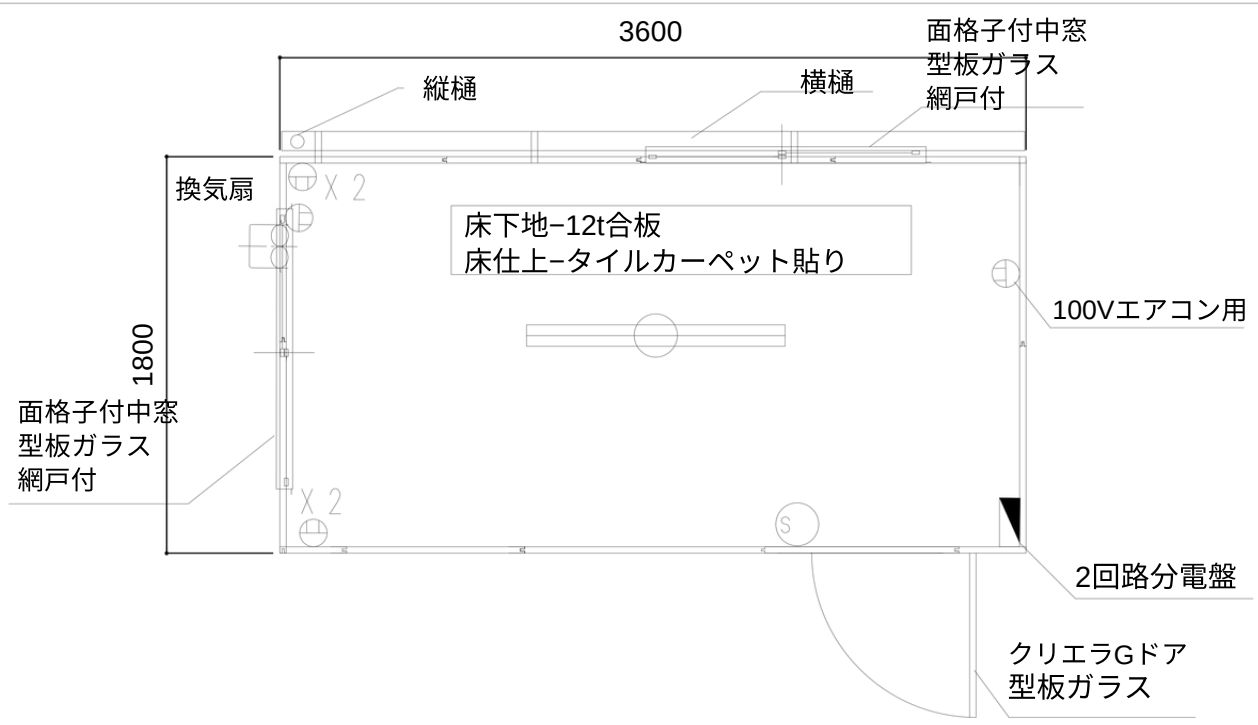 3600
面格子付中窓
型板ガラス
網戸付
縦樋
横樋
換気扇
X 2
床下地−12t合板
床仕上−タイルカーペット貼り
100Vエアコン用
1800
面格子付中窓
型板ガラス
網戸付
X 2
S
2回路分電盤
クリエラGドア
型板ガラス